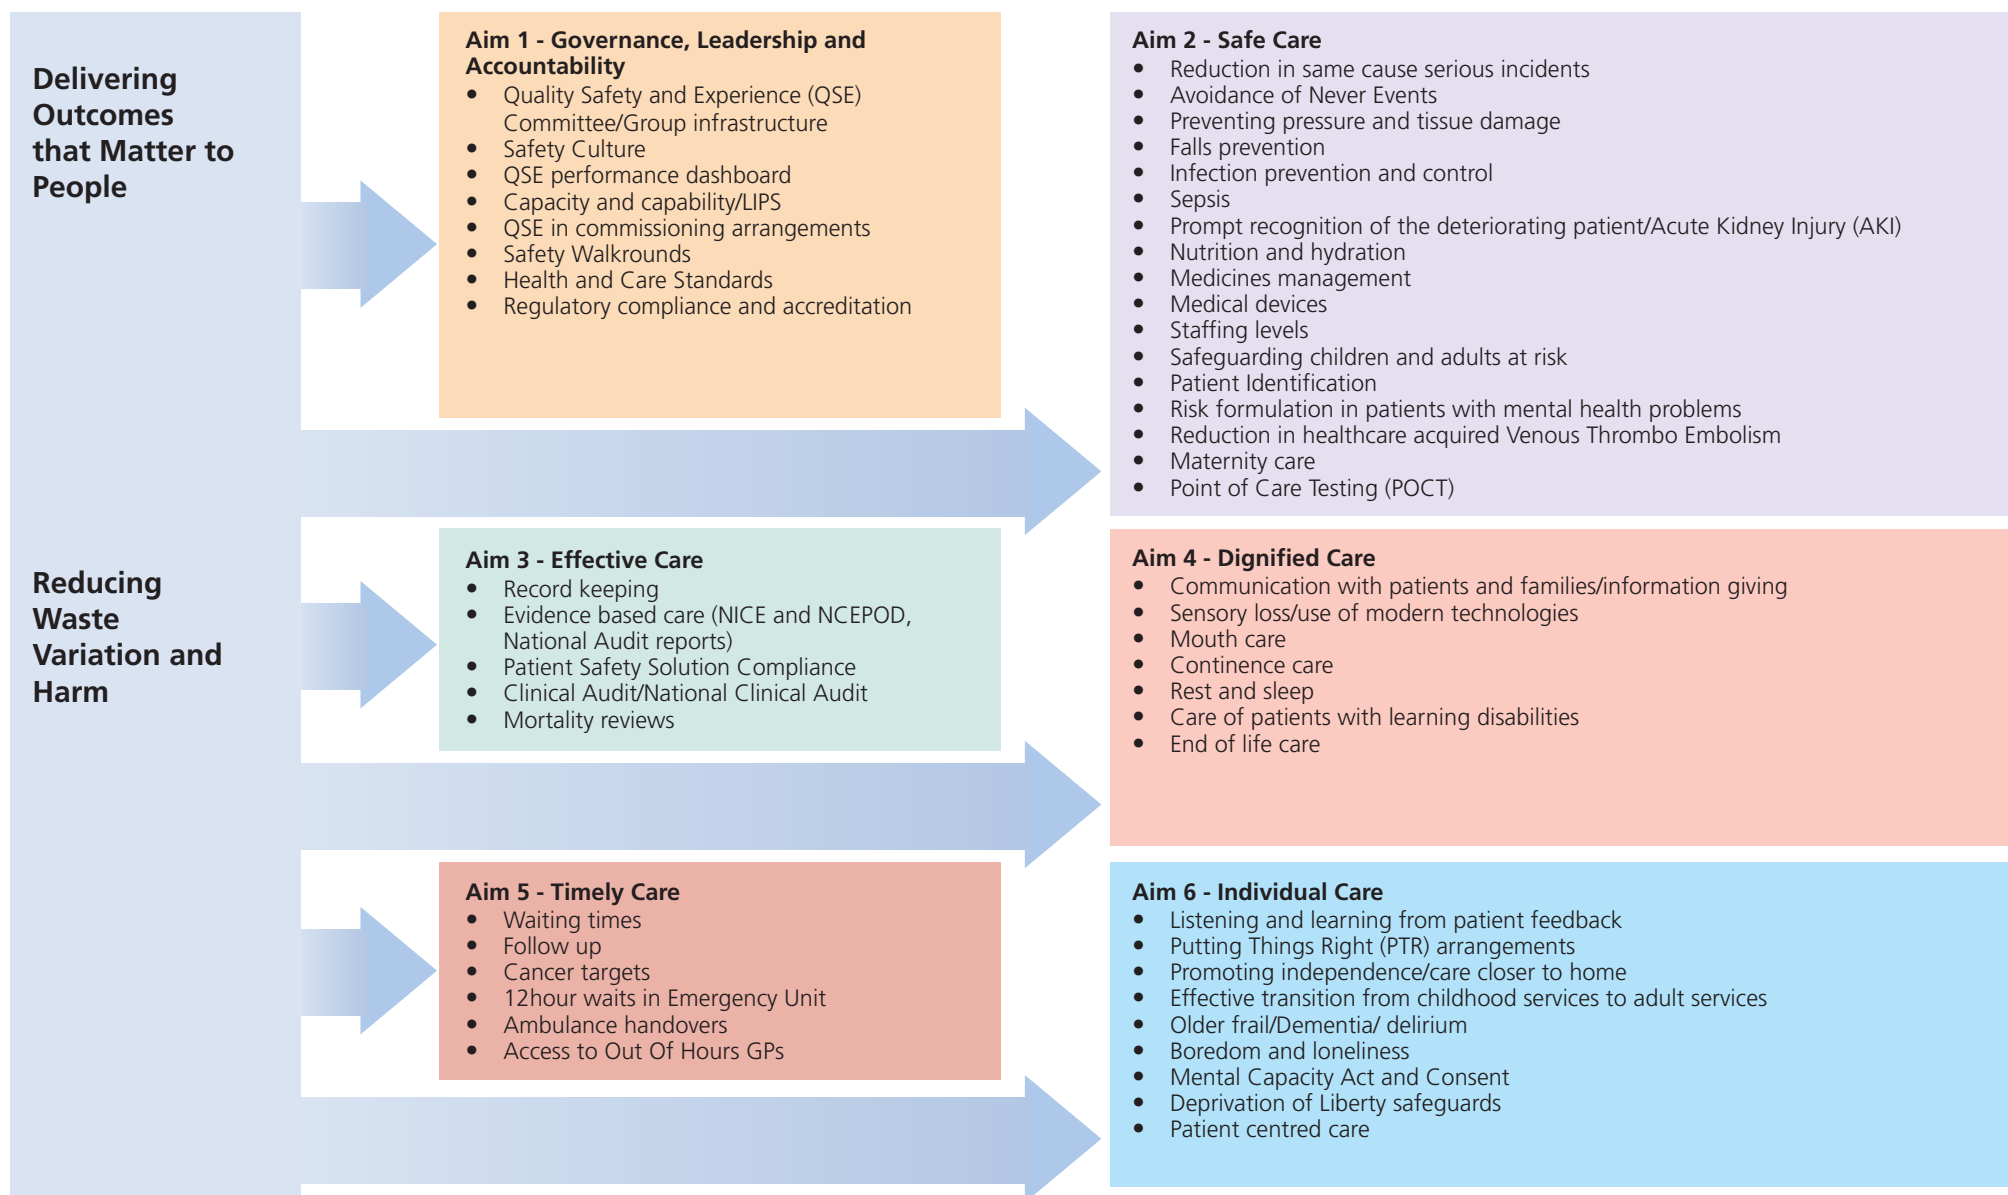 Delivering
Outcomes
that Matter to
People
Reducing
Waste
Variation and
Harm
Aim 1 - Governance, Leadership and
Accountability
• Quality Safety and Experience (QSE)
Committee/Group infrastructure
• Safety Culture
• QSE performance dashboard
• Capacity and capability/LIPS
• QSE in commissioning arrangements
• Safety Walkrounds
• Health and Care Standards
• Regulatory compliance and accreditation
Aim 2 - Safe Care
• Reduction in same cause serious incidents
• Avoidance of Never Events
• Preventing pressure and tissue damage
• Falls prevention
• Infection prevention and control
• Sepsis
• Prompt recognition of the deteriorating patient/Acute Kidney Injury (AKI)
• Nutrition and hydration
• Medicines management
• Medical devices
• Staffing levels
• Safeguarding children and adults at risk
• Patient Identification
• Risk formulation in patients with mental health problems
• Reduction in healthcare acquired Venous Thrombo Embolism
• Maternity care
• Point of Care Testing (POCT)
Aim 3 - Effective Care
• Record keeping
• Evidence based care (NICE and NCEPOD,
National Audit reports)
• Patient Safety Solution Compliance
• Clinical Audit/National Clinical Audit
• Mortality reviews
Aim 4 - Dignified Care
• Communication with patients and families/information giving
• Sensory loss/use of modern technologies
• Mouth care
• Continence care
• Rest and sleep
• Care of patients with learning disabilities
• End of life care
Aim 5 - Timely Care
• Waiting times
• Follow up
• Cancer targets
• 12hour waits in Emergency Unit
• Ambulance handovers
• Access to Out Of Hours GPs
Aim 6 - Individual Care
• Listening and learning from patient feedback
• Putting Things Right (PTR) arrangements
• Promoting independence/care closer to home
• Effective transition from childhood services to adult services
• Older frail/Dementia/ delirium
• Boredom and loneliness
• Mental Capacity Act and Consent
• Deprivation of Liberty safeguards
• Patient centred care